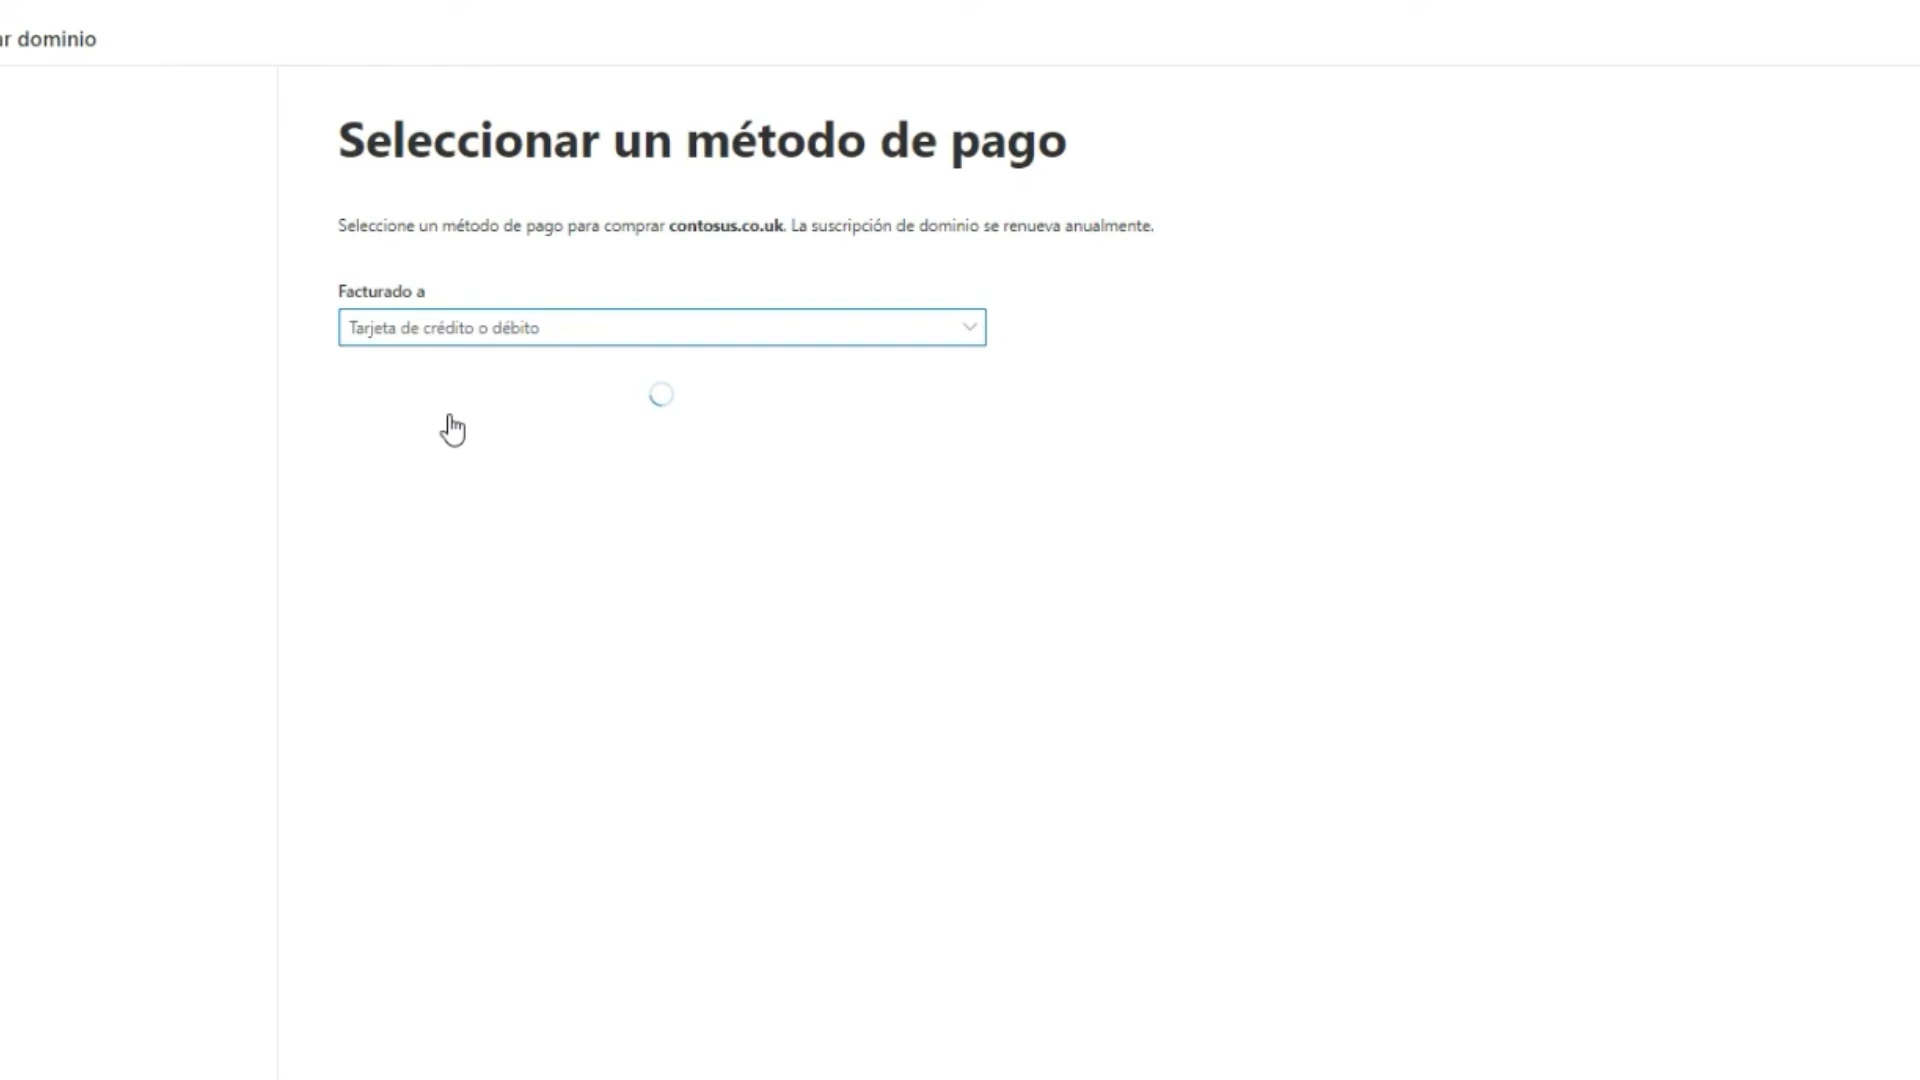 dominio
Seleccionar un método de pago
Seleccione un método de pago para comprar contosus.co.uk. La suscripción de dominio se renueva anualmente.
Facturado a
Tarjeta de crédito o débito